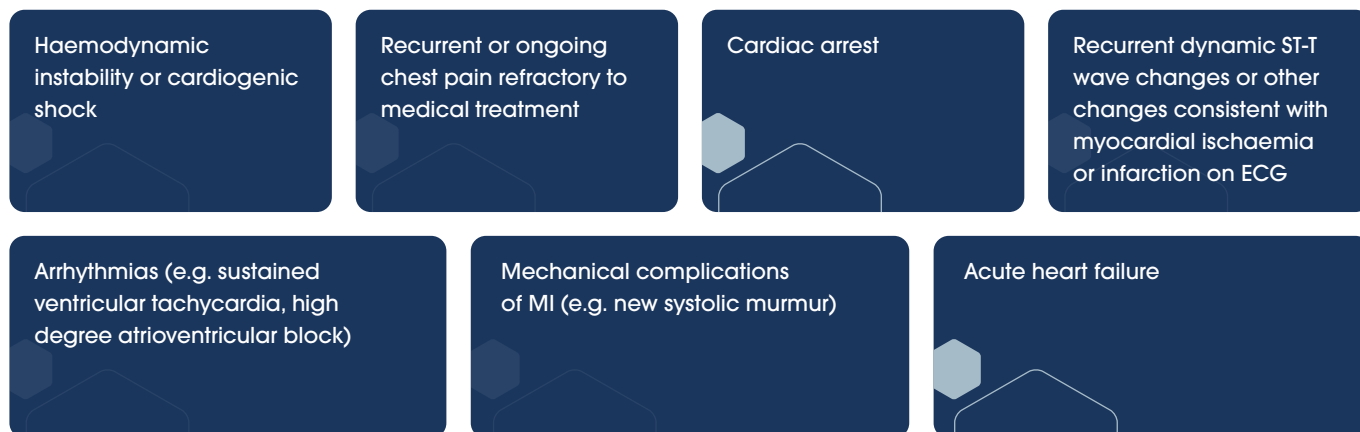 Haemodynamic
instability or cardiogenic
shock
Recurrent or ongoing
chest pain refractory to
medical treatment
Cardiac arrest
Recurrent dynamic ST-T
wave changes or other
changes consistent with
myocardial ischaemia
or infarction on ECG
Arrhythmias (e.g. sustained
ventricular tachycardia, high
degree atrioventricular block)
Mechanical complications
of MI (e.g. new systolic murmur)
Acute heart failure